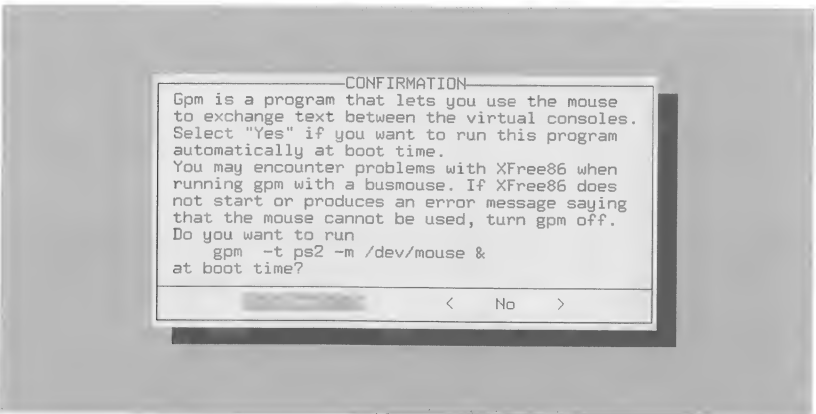 CONFIRMATION
Gpm is a program that lets you use the mouse
to exchange text between the virtual consoles.
Select "Yes" if you want to run this program
automatically at boot time.
You may encounter problems with XFree86 when
running gpm with a busmouse. If XFree86 does
not start or produces an error message saying
that the mouse cannot be used, turn gpm off.
Do you want to run
gpm -t ps2 -m /dev/mouse &
at boot time?
< No >